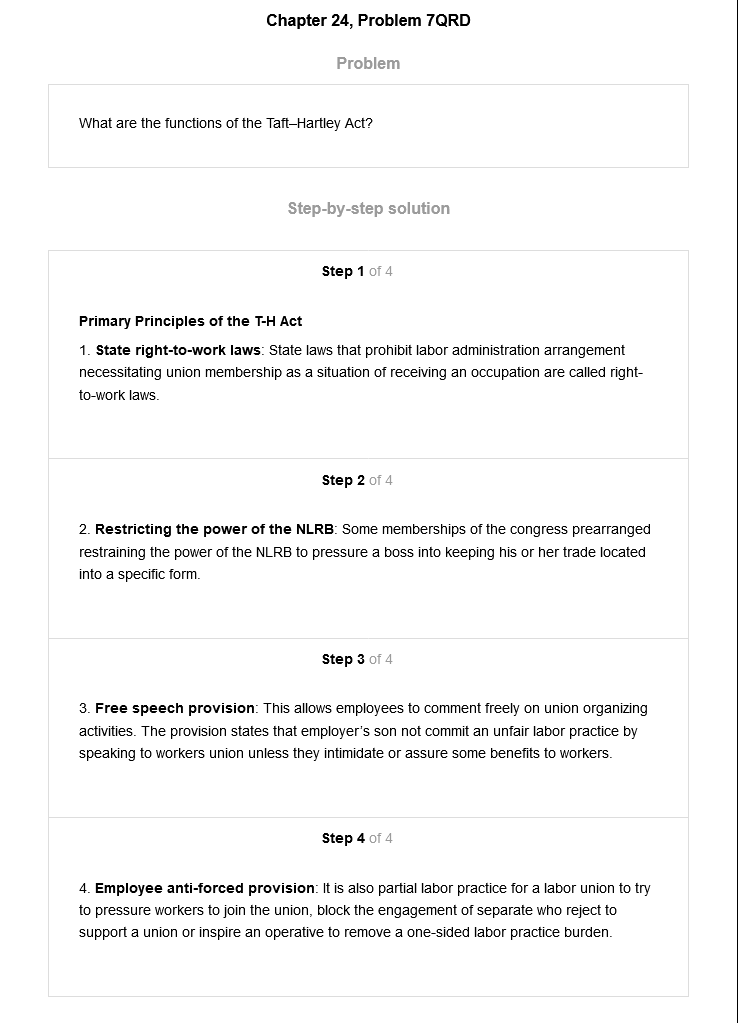 Chapter 24, Problem 7QRD
Problem
What are the functions of the Taft–Hartley Act?
Step-by-step solution
Step 1 of 4
Primary Principles of the T-H Act
1. State right-to-work laws: State laws that prohibit labor administration arrangement
necessitating union membership as a situation of receiving an occupation are called right-
to-work laws.
Step 2 of 4
2. Restricting the power of the NLRB: Some memberships of the congress prearranged
restraining the power of the NLRB to pressure a boss into keeping his or her trade located
into a specific form.
Step 3 of 4
3. Free speech provision: This allows employees to comment freely on union organizing
activities. The provision states that employer’s son not commit an unfair labor practice by
speaking to workers union unless they intimidate or assure some benefits to workers.
Step 4 of 4
4. Employee anti-forced provision: It is also partial labor practice for a labor union to try
to pressure workers to join the union, block the engagement of separate who reject to
support a union or inspire an operative to remove a one-sided labor practice burden.